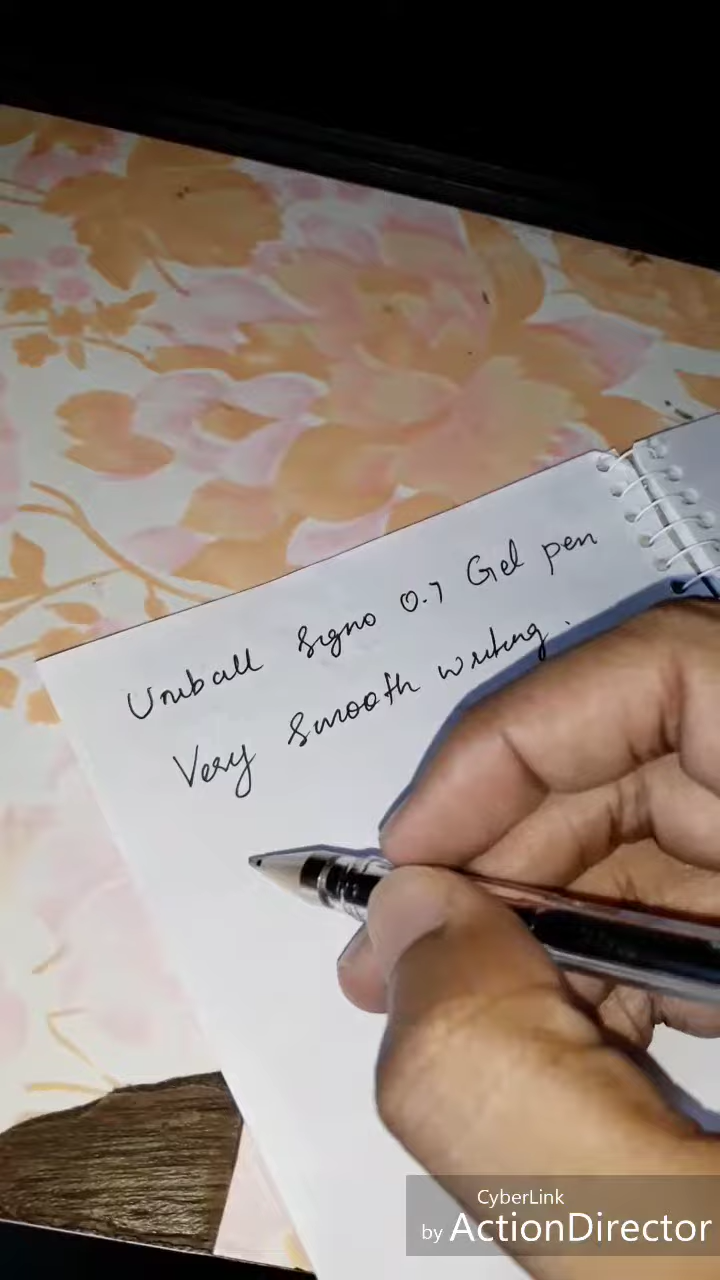 Uniball Signo 0.7 Gel pen
Very smooth writing.
CyberLink
by ActionDirector